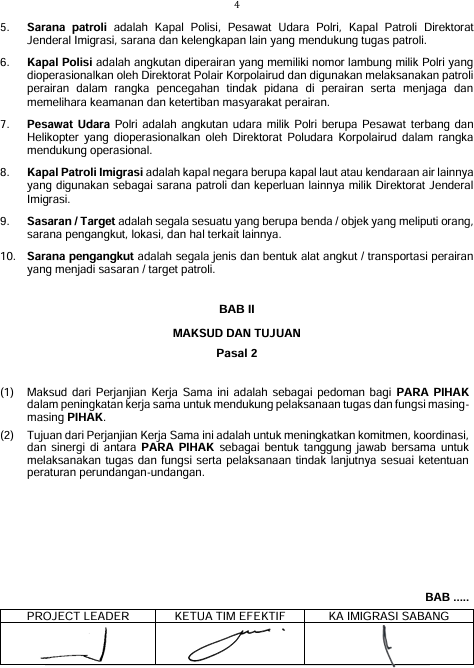 4
5. Sarana patroli adalah Kapal Polisi, Pesawat Udara Polri, Kapal Patroli Direktorat
Jenderal Imigrasi, sarana dan kelengkapan lain yang mendukung tugas patroli.
6. Kapal Polisi adalah angkutan diperairan yang memiliki nomor lambung milik Polri yang
dioperasionalkan oleh Direktorat Polair Korpolairud dan digunakan melaksanakan patroli
perairan dalam rangka pencegahan tindak pidana di perairan serta menjaga dan
memelihara keamanan dan ketertiban masyarakat perairan.
7. Pesawat Udara Polri adalah angkutan udara milik Polri berupa Pesawat terbang dan
Helikopter yang dioperasionalkan oleh Direktorat Poludara Korpolairud dalam rangka
mendukung operasional.
8. Kapal Patroli Imigrasi adalah kapal negara berupa kapal laut atau kendaraan air lainnya
yang digunakan sebagai sarana patroli dan keperluan lainnya milik Direktorat Jenderal
Imigrasi.
9. Sasaran / Target adalah segala sesuatu yang berupa benda / objek yang meliputi orang,
sarana pengangkut, lokasi, dan hal terkait lainnya.
10. Sarana pengangkut adalah segala jenis dan bentuk alat angkut / transportasi perairan
yang menjadi sasaran / target patroli.
BAB II
MAKSUD DAN TUJUAN
Pasal 2
(1) Maksud dari Perjanjian Kerja Sama ini adalah sebagai pedoman bagi PARA PIHAK
dalam peningkatan kerja sama untuk mendukung pelaksanaan tugas dan fungsi masing-
masing PIHAK.
(2) Tujuan dari Perjanjian Kerja Sama ini adalah untuk meningkatkan komitmen, koordinasi,
dan sinergi di antara PARA PIHAK sebagai bentuk tanggung jawab bersama untuk
melaksanakan tugas dan fungsi serta pelaksanaan tindak lanjutnya sesuai ketentuan
peraturan perundangan-undangan.
BAB .....
PROJECT LEADER KETUA TIM EFEKTIF KA IMIGRASI SABANG